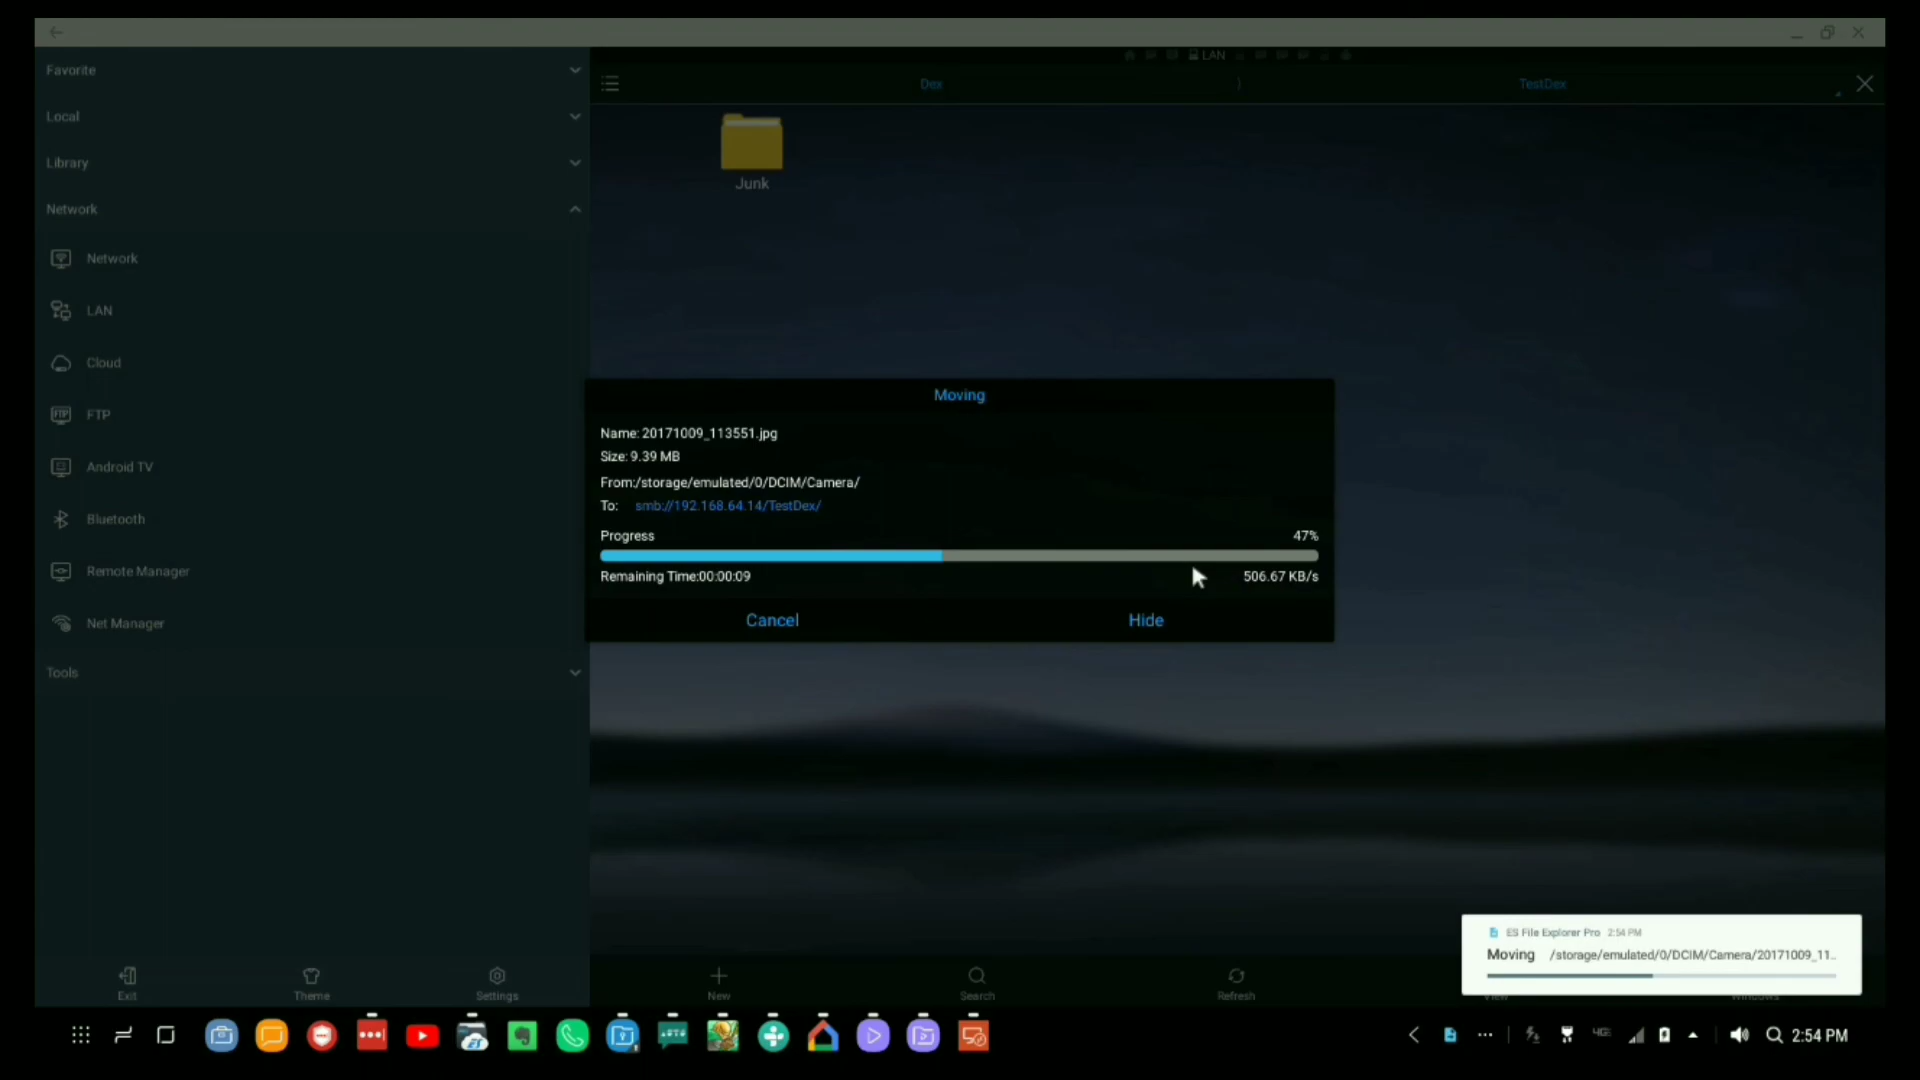 LAN
Favorite
Dex
TestDex
Local
Library
Junk
Network
Network
LAN
Cloud
FTP
Android TV
Bluetooth
Remote Manager
Net Manager
Tools
Moving
Name: 20171009_113551.jpg
Size: 9.39 MB
From:/storage/emulated/0/DCIM/Camera/
To: smb://192.168.64.14/TestDex/
Progress 47%
Remaining Time:00:00:09 506.67 KB/s
Cancel Hide
ES File Explorer Pro 2:54 PM
Moving /storage/emulated/0/DCIM/Camera/20171009_11..
Exit Theme Settings New Search Refresh View Windows
2:54 PM